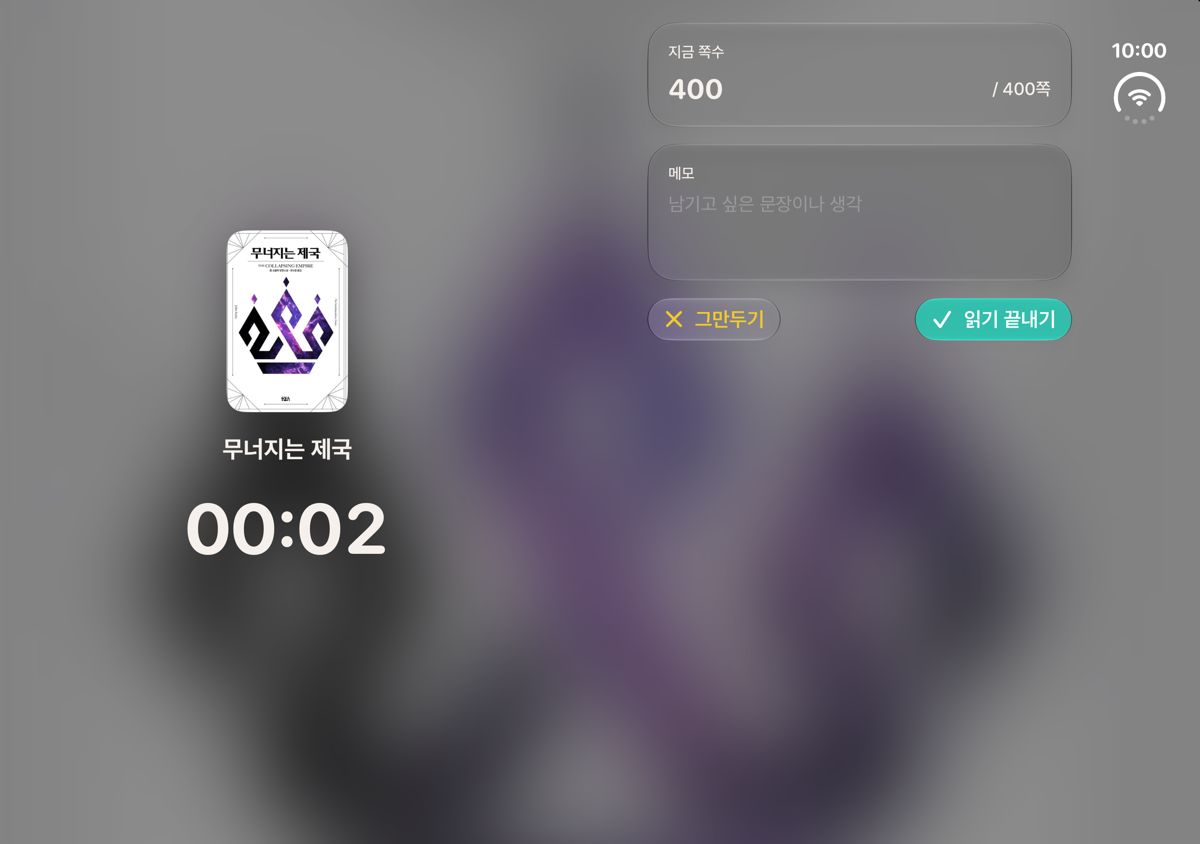 무너지는 제국
THE COLLAPSING EMPIRE
무너지는 제국
00:02
지금 쪽수
400
/ 400쪽
메모
남기고 싶은 문장이나 생각
그만두기
읽기 끝내기
10:00